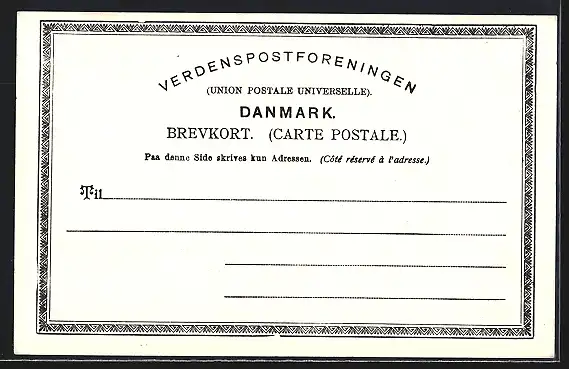 VERDENSPOSTFORENINGEN
(UNION POSTALE UNIVERSELLE).
DANMARK.
BREVKORT. (CARTE POSTALE.)
Paa denne Side skrives kun Adressen. (Côté réservé à l'adresse.)
Til